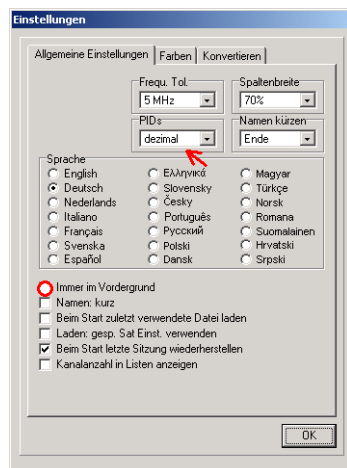 Einstellungen
Allgemeine Einstellungen Farben Konvertieren
Frequ. Tol. Spaltenbreite
5 MHz 70%
PIDs Namen kürzen
dezimal Ende
Sprache
English Ελληνικά Magyar
Deutsch Slovensky Türkçe
Nederlands Česky Norsk
Italiano Português Romana
Français Русский Suomalainen
Svenska Polski Hrvatski
Español Dansk Srpski
Immer im Vordergrund
Namen: kurz
Beim Start zuletzt verwendete Datei laden
Laden: gesp. Sat Einst. verwenden
Beim Start letzte Sitzung wiederherstellen
Kanalanzahl in Listen anzeigen
OK